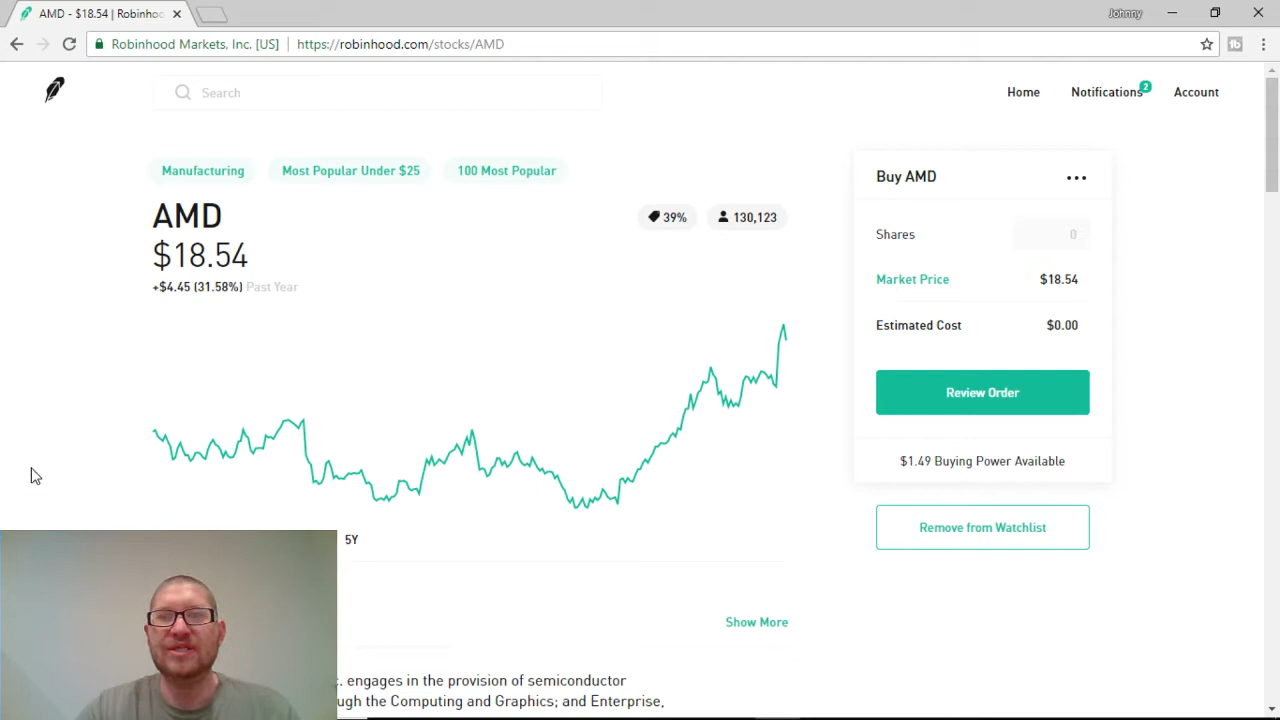 AMD - $18.54 | Robinhoo
Johnny
Robinhood Markets, Inc. [US]
https://robinhood.com/stocks/AMD
Search
Home
Notifications
2
Account
Manufacturing
Most Popular Under $25
100 Most Popular
AMD
39%
130,123
$18.54
+$4.45 (31.58%) Past Year
Buy AMD
Shares
0
Market Price
$18.54
Estimated Cost
$0.00
Review Order
$1.49 Buying Power Available
Remove from Watchlist
5Y
Show More
. engages in the provision of semiconductor
ugh the Computing and Graphics; and Enterprise,